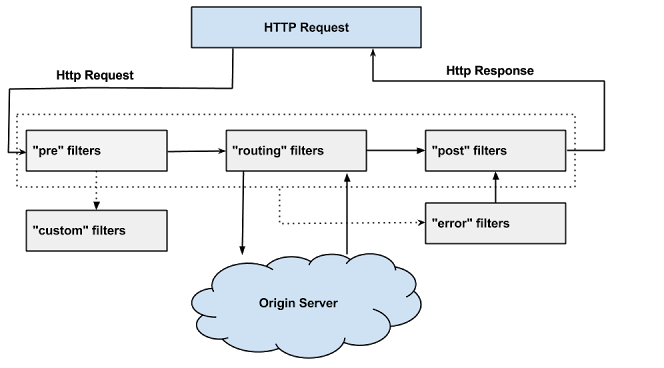 HTTP Request
Http Request
Http Response
"pre" filters
"routing" filters
"post" filters
"custom" filters
"error" filters
Origin Server